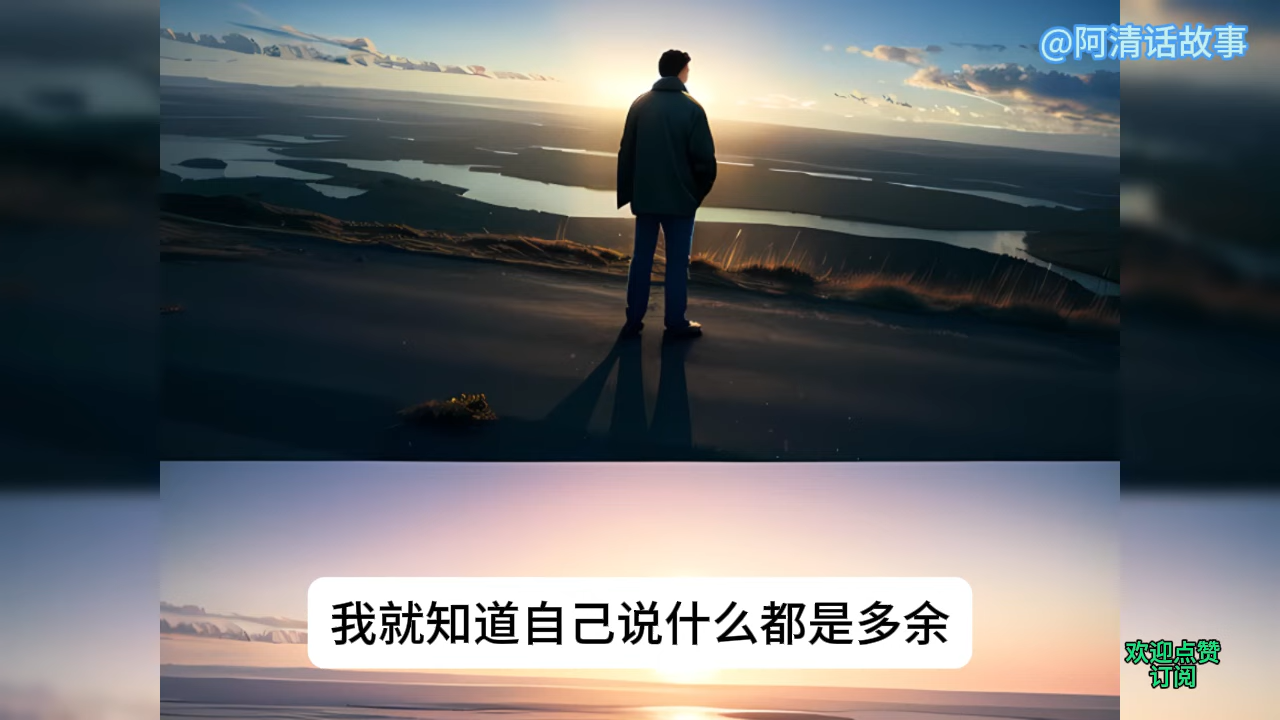 @阿清话故事
我就知道自己说什么都是多余
欢迎点赞
订阅